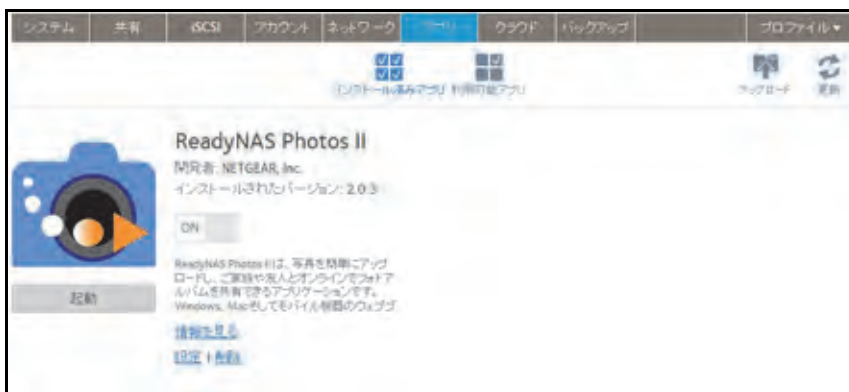 システム 共有 iSCSI アカウント ネットワーク アプリ クラウド バックアップ プロファイル▼
インストール済みアプリ 利用可能アプリ アップロード 更新
ReadyNAS Photos II
開発者: NETGEAR, Inc.
インストールされたバージョン: 2.0.3
ON
ReadyNAS Photos IIは、写真を簡単にアップ
ロードし、ご家族や友人とオンラインでフォトア
ルバムを共有できるアプリケーションです。
Windows, Macそしてモバイル機器のウェブブ
起動
情報を見る
設定 | 削除